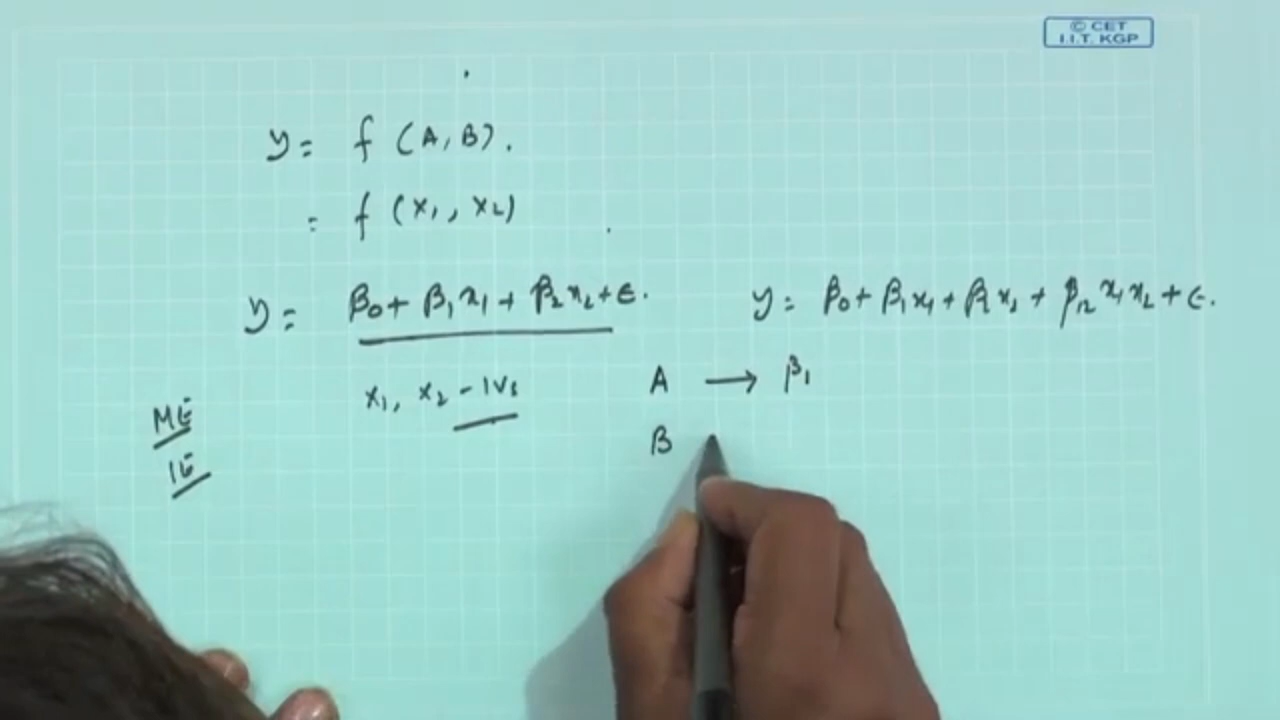 © CET
I.I.T. KGP
y = f (A, B).
= f (x₁, x₂)
y = β₀ + β₁x₁ + β₂x₂ + ε.
y = β₀ + β₁x₁ + β₂x₂ + β₁₂x₁x₂ + ε.
x₁, x₂ - IVs
A → β₁
ME
B
IE